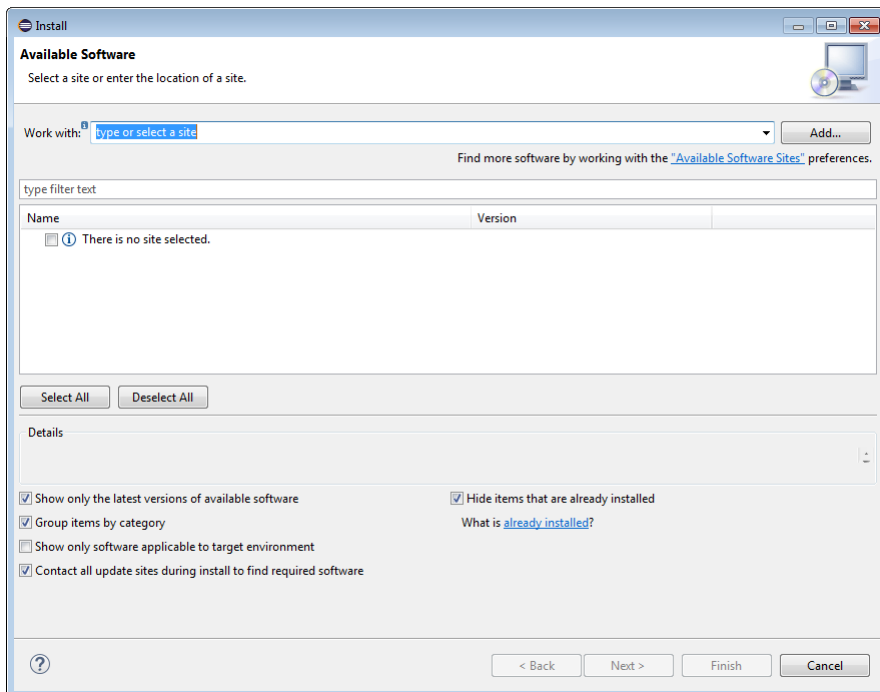 Install
Available Software
Select a site or enter the location of a site.
Work with: type or select a site Add...
Find more software by working with the "Available Software Sites" preferences.
type filter text
Name Version
There is no site selected.
Select All Deselect All
Details
Show only the latest versions of available software Hide items that are already installed
Group items by category What is already installed?
Show only software applicable to target environment
Contact all update sites during install to find required software
? < Back Next > Finish Cancel